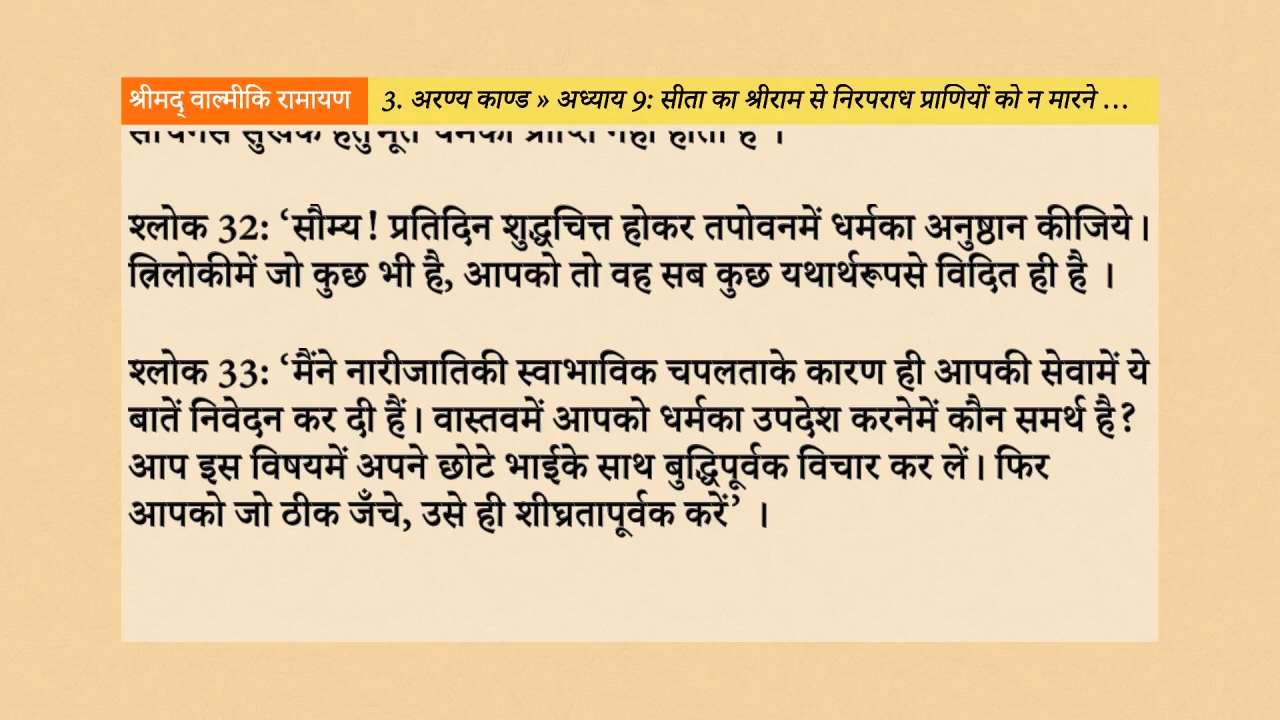 श्रीमद् वाल्मीकि रामायण
3. अरण्य काण्ड » अध्याय 9: सीता का श्रीराम से निरपराध प्राणियों को न मारने ...
श्लोक 32: ‘सौम्य! प्रतिदिन शुद्धचित्त होकर तपोवनमें धर्मका अनुष्ठान कीजिये।
त्रिलोकीमें जो कुछ भी है, आपको तो वह सब कुछ यथार्थरूपसे विदित ही है ।
श्लोक 33: ‘मैंने नारीजातिकी स्वाभाविक चपलताके कारण ही आपकी सेवामें ये
बातें निवेदन कर दी हैं। वास्तवमें आपको धर्मका उपदेश करनेमें कौन समर्थ है?
आप इस विषयमें अपने छोटे भाईके साथ बुद्धिपूर्वक विचार कर लें। फिर
आपको जो ठीक जँचे, उसे ही शीघ्रतापूर्वक करें’ ।